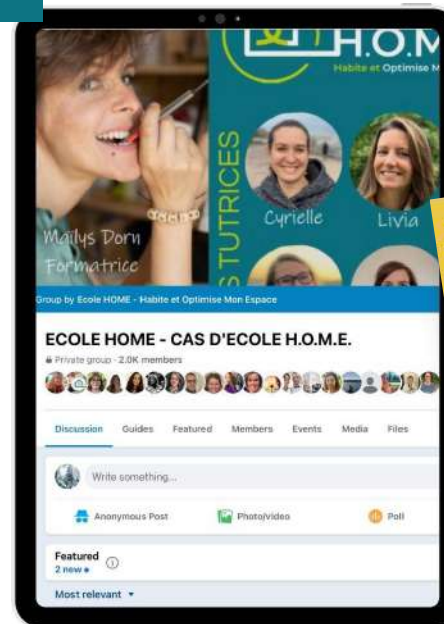 H.O.M
Habite et Optimise M
S TUTRICES
Maïlys Dorn
Formatrice
Cyrielle
Livia
Group by Ecole HOME - Habite et Optimise Mon Espace
ECOLE HOME - CAS D'ECOLE H.O.M.E.
Private group · 2.0K members
Discussion Guides Featured Members Events Media Files
Write something...
Anonymous Post Photo/video Poll
Featured
2 new
Most relevant